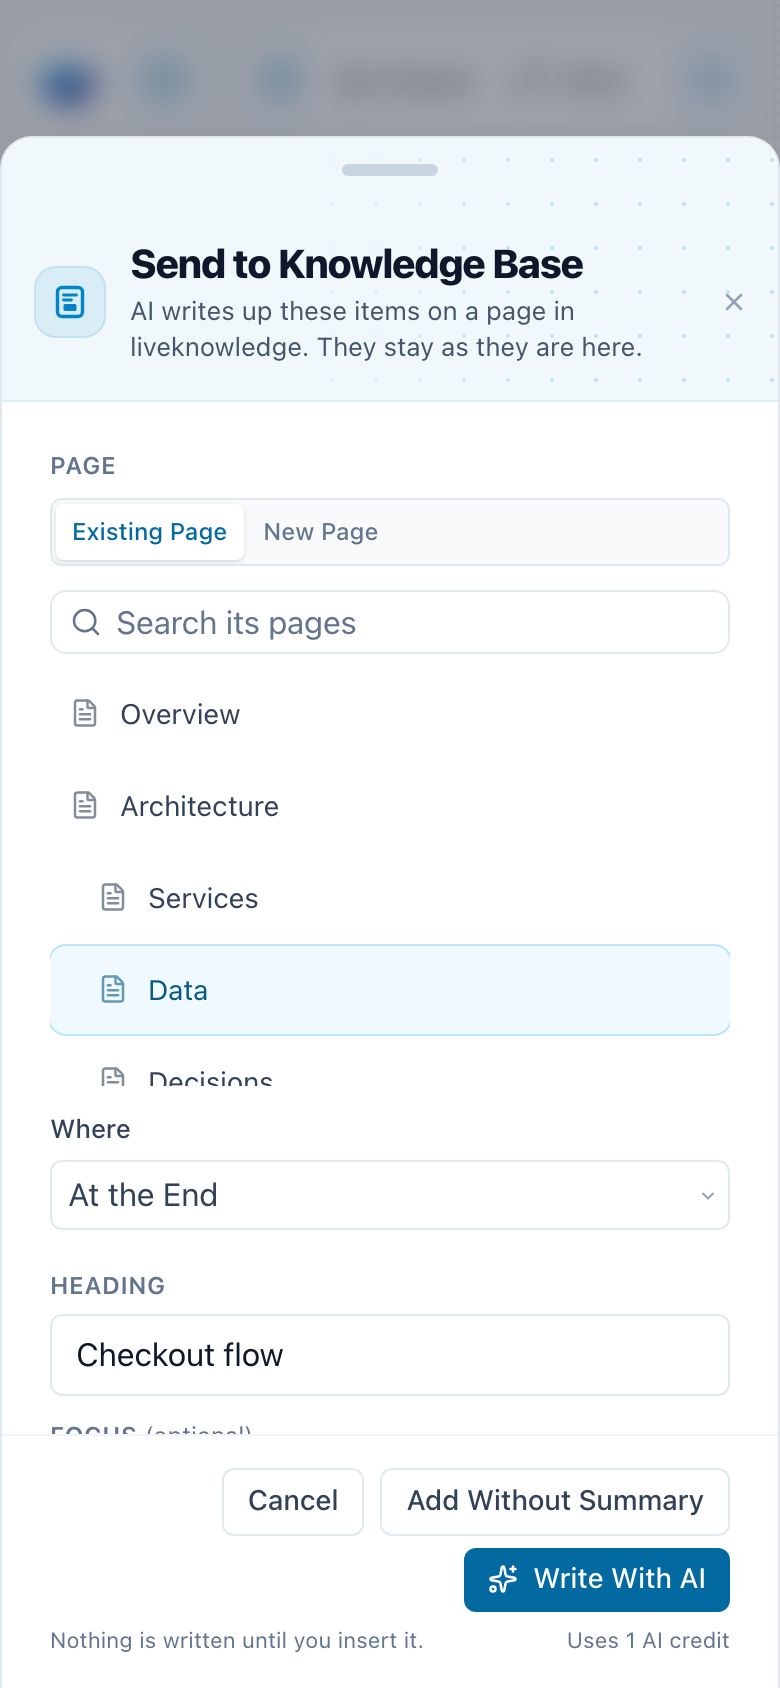 Send to Knowledge Base
AI writes up these items on a page in
liveknowledge. They stay as they are here.
PAGE
Existing Page
New Page
Search its pages
Overview
Architecture
Services
Data
Decisions
Where
At the End
HEADING
Checkout flow
FOCUS (optional)
Cancel
Add Without Summary
Write With AI
Nothing is written until you insert it.
Uses 1 AI credit